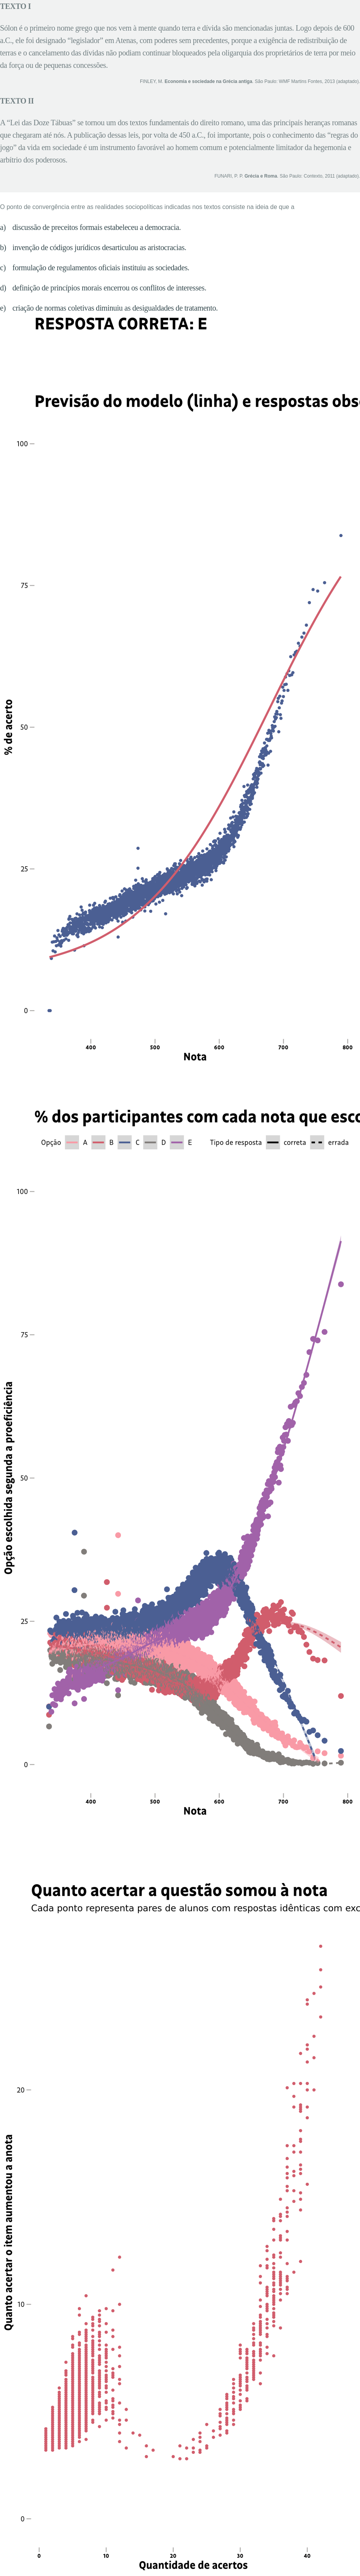 TEXTO I
Sólon é o primeiro nome grego que nos vem à mente quando terra e dívida são mencionadas juntas. Logo depois de 600
a.C., ele foi designado “legislador” em Atenas, com poderes sem precedentes, porque a exigência de redistribuição de
terras e o cancelamento das dívidas não podiam continuar bloqueados pela oligarquia dos proprietários de terra por meio
da força ou de pequenas concessões.
FINLEY, M. Economia e sociedade na Grécia antiga. São Paulo: WMF Martins Fontes, 2013 (adaptado).
TEXTO II
A “Lei das Doze Tábuas” se tornou um dos textos fundamentais do direito romano, uma das principais heranças romanas
que chegaram até nós. A publicação dessas leis, por volta de 450 a.C., foi importante, pois o conhecimento das “regras do
jogo” da vida em sociedade é um instrumento favorável ao homem comum e potencialmente limitador da hegemonia e
arbítrio dos poderosos.
FUNARI, P. P. Grécia e Roma. São Paulo: Contexto, 2011 (adaptado).
O ponto de convergência entre as realidades sociopolíticas indicadas nos textos consiste na ideia de que a
a) discussão de preceitos formais estabeleceu a democracia.
b) invenção de códigos jurídicos desarticulou as aristocracias.
c) formulação de regulamentos oficiais instituiu as sociedades.
d) definição de princípios morais encerrou os conflitos de interesses.
e) criação de normas coletivas diminuiu as desigualdades de tratamento.
RESPOSTA CORRETA: E
Previsão do modelo (linha) e respostas obs
100
75
50
25
0
% de acerto
400 500 600 700 800
Nota
% dos participantes com cada nota que esco
Opção A B C D E Tipo de resposta correta errada
100
75
50
25
0
Opção escolhida segunda a proeficiência
400 500 600 700 800
Nota
Quanto acertar a questão somou à nota
Cada ponto representa pares de alunos com respostas idênticas com exc
20
10
0
Quanto acertar o item aumentou a anota
0 10 20 30 40
Quantidade de acertos